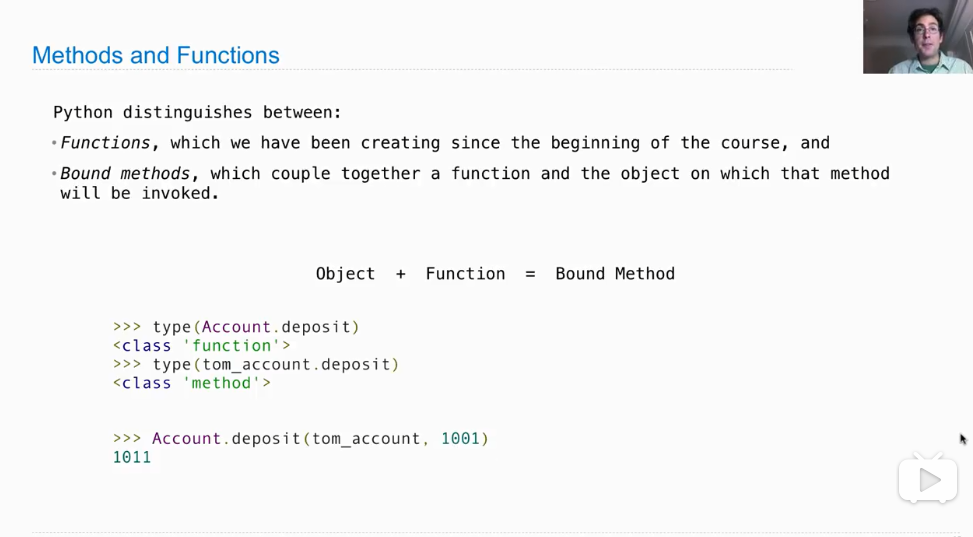 Methods and Functions
Python distinguishes between:
•Functions, which we have been creating since the beginning of the course, and
•Bound methods, which couple together a function and the object on which that method
will be invoked.
Object + Function = Bound Method
>>> type(Account.deposit)
<class 'function'>
>>> type(tom_account.deposit)
<class 'method'>
>>> Account.deposit(tom_account, 1001)
1011